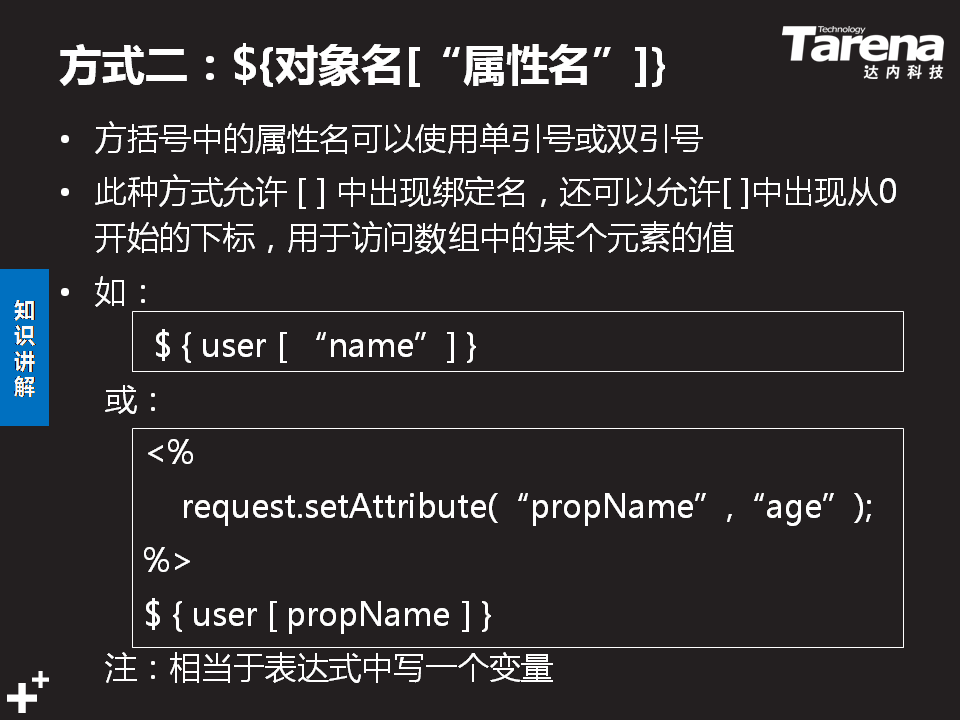 方式二：${对象名[“属性名”]}
Technology
Tarena
达内科技
• 方括号中的属性名可以使用单引号或双引号
• 此种方式允许 [ ] 中出现绑定名，还可以允许[ ]中出现从0
开始的下标，用于访问数组中的某个元素的值
• 如：
$ { user [ “name” ] }
或：
<%
request.setAttribute(“propName”,“age”);
%>
$ { user [ propName ] }
注：相当于表达式中写一个变量
知识讲解